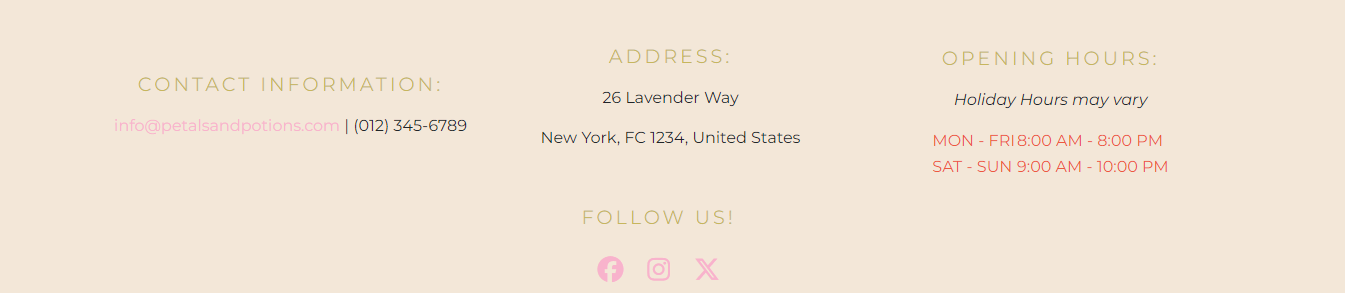 CONTACT INFORMATION:
info@petalsandpotions.com | (012) 345-6789
ADDRESS:
26 Lavender Way
New York, FC 1234, United States
OPENING HOURS:
Holiday Hours may vary
MON - FRI 8:00 AM - 8:00 PM
SAT - SUN 9:00 AM - 10:00 PM
FOLLOW US!